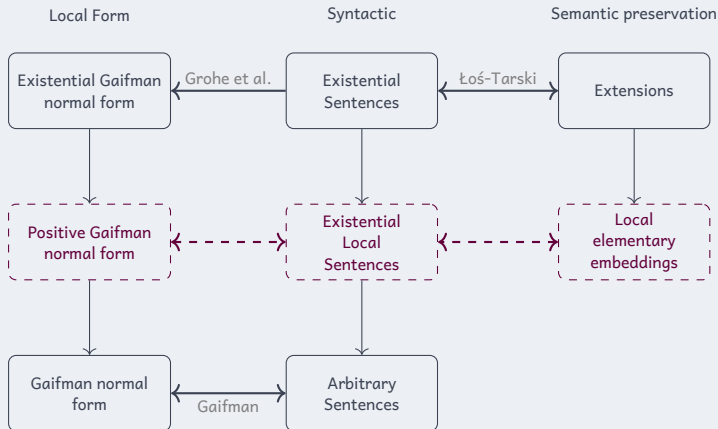 Local Form
Syntactic
Semantic preservation
Existential Gaifman
normal form
Grohe et al.
Existential
Sentences
Łoś-Tarski
Extensions
Positive Gaifman
normal form
Existential
Local
Sentences
Local
elementary
embeddings
Gaifman normal
form
Gaifman
Arbitrary
Sentences